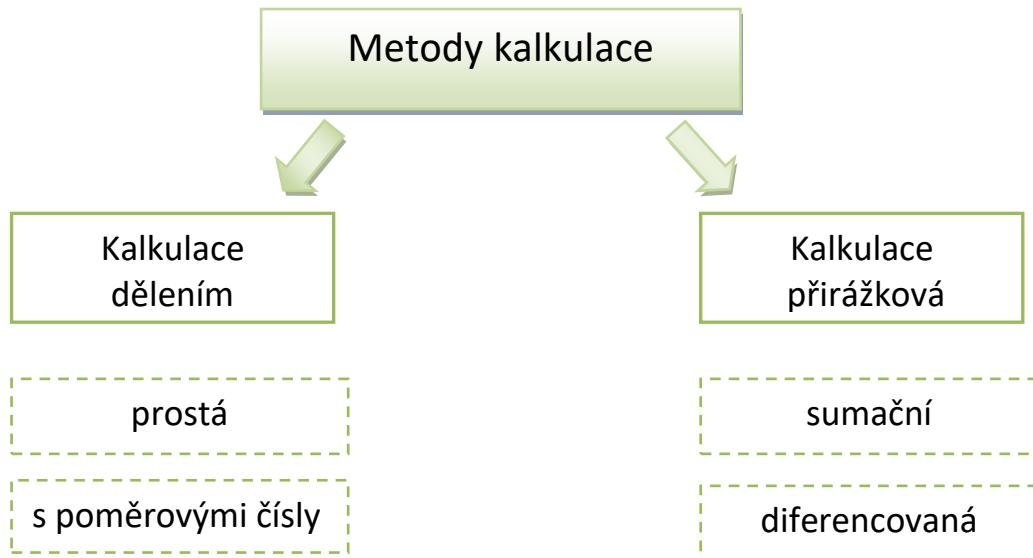 Metody kalkulace
Kalkulace
dělením
prostá
s poměrovými čísly
Kalkulace
přirážková
sumační
diferencovaná